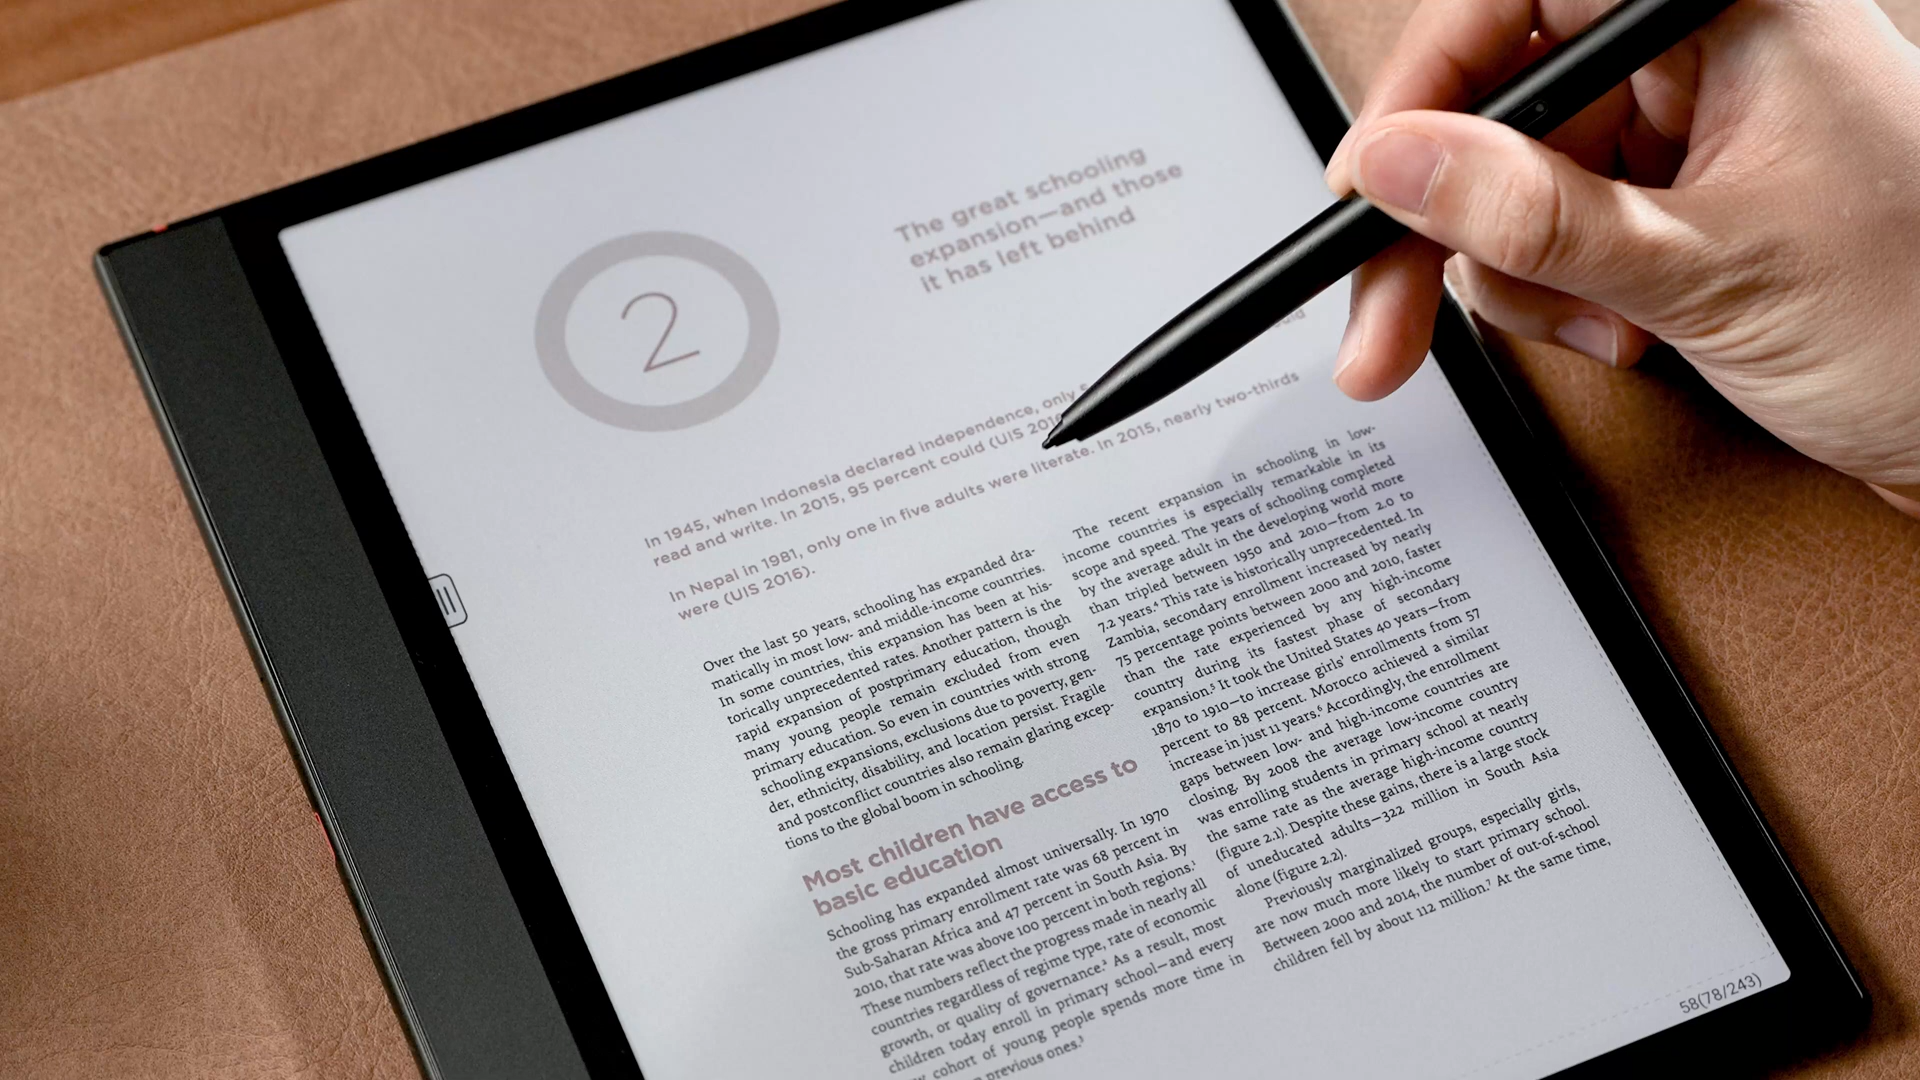 2
The great schooling
expansion—and those
it has left behind
In 1945, when Indonesia declared independence, only
read and write. In 2015, 95 percent could (UIS
In Nepal in 1981, only one in five adults were literate. In 2015, nearly two-thirds
were (UIS 2016).
Over the last 50 years, schooling has expanded dra-
matically in most low- and middle-income countries.
In some countries, this expansion has been at his-
torically unprecedented rates. Another pattern is the
rapid expansion of postprimary education, though
many young people remain excluded from even
primary education. So even in countries with strong
schooling expansions, exclusions due to poverty, gen-
der, ethnicity, disability, and location persist. Fragile
and postconflict countries also remain glaring excep-
tions to the global boom in schooling.
Most children have access to
basic education
Schooling has expanded almost universally. In 1970
the gross primary enrollment rate was 68 percent in
Sub-Saharan Africa and 47 percent in South Asia. By
2010, that rate was above 100 percent in both regions.¹
These numbers reflect the progress made in nearly all
countries regardless of regime type, rate of economic
growth, or quality of governance.² As a result, most
children today enroll in primary school—and every
cohort of young people spends more time in
previous ones.³
The recent expansion in schooling in low-
income countries is especially remarkable in its
scope and speed. The years of schooling completed
by the average adult in the developing world more
than tripled between 1950 and 2010—from 2.0 to
7.2 years.⁴ This rate is historically unprecedented. In
Zambia, secondary enrollment increased by nearly
75 percentage points between 2000 and 2010, faster
than the rate experienced by any high-income
country during its fastest phase of secondary
expansion.⁵ It took the United States 40 years—from
1870 to 1910—to increase girls' enrollments from 57
percent to 88 percent. Morocco achieved a similar
increase in just 11 years.⁶ Accordingly, the enrollment
gaps between low- and high-income countries are
closing. By 2008 the average low-income country
was enrolling students in primary school at nearly
the same rate as the average high-income country
(figure 2.1). Despite these gains, there is a large stock
of uneducated adults—322 million in South Asia
alone (figure 2.2).
Previously marginalized groups, especially girls,
are now much more likely to start primary school.
Between 2000 and 2014, the number of out-of-school
children fell by about 112 million.⁷ At the same time,
58(78/243)